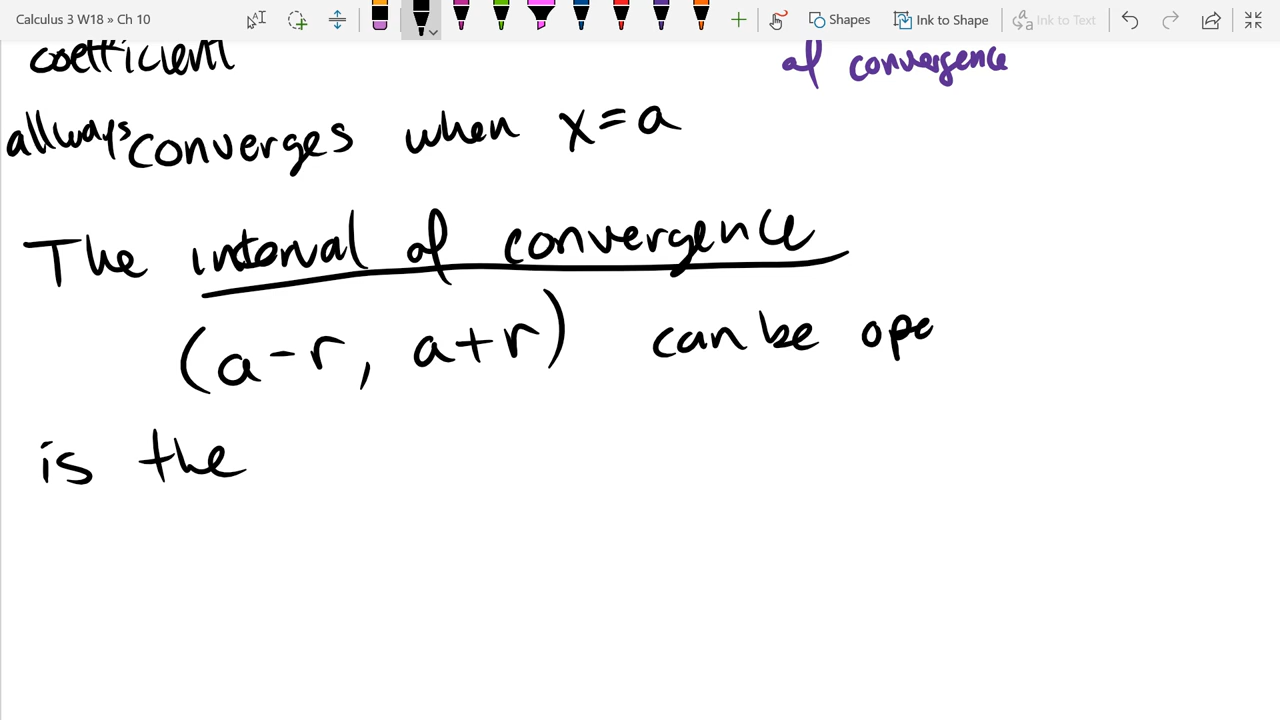 Calculus 3 W18 » Ch 10
Shapes
Ink to Shape
Ink to Text
coefficient
of convergence
allways converges when x=a
The interval of convergence
(a-r, a+r) can be ope
is the